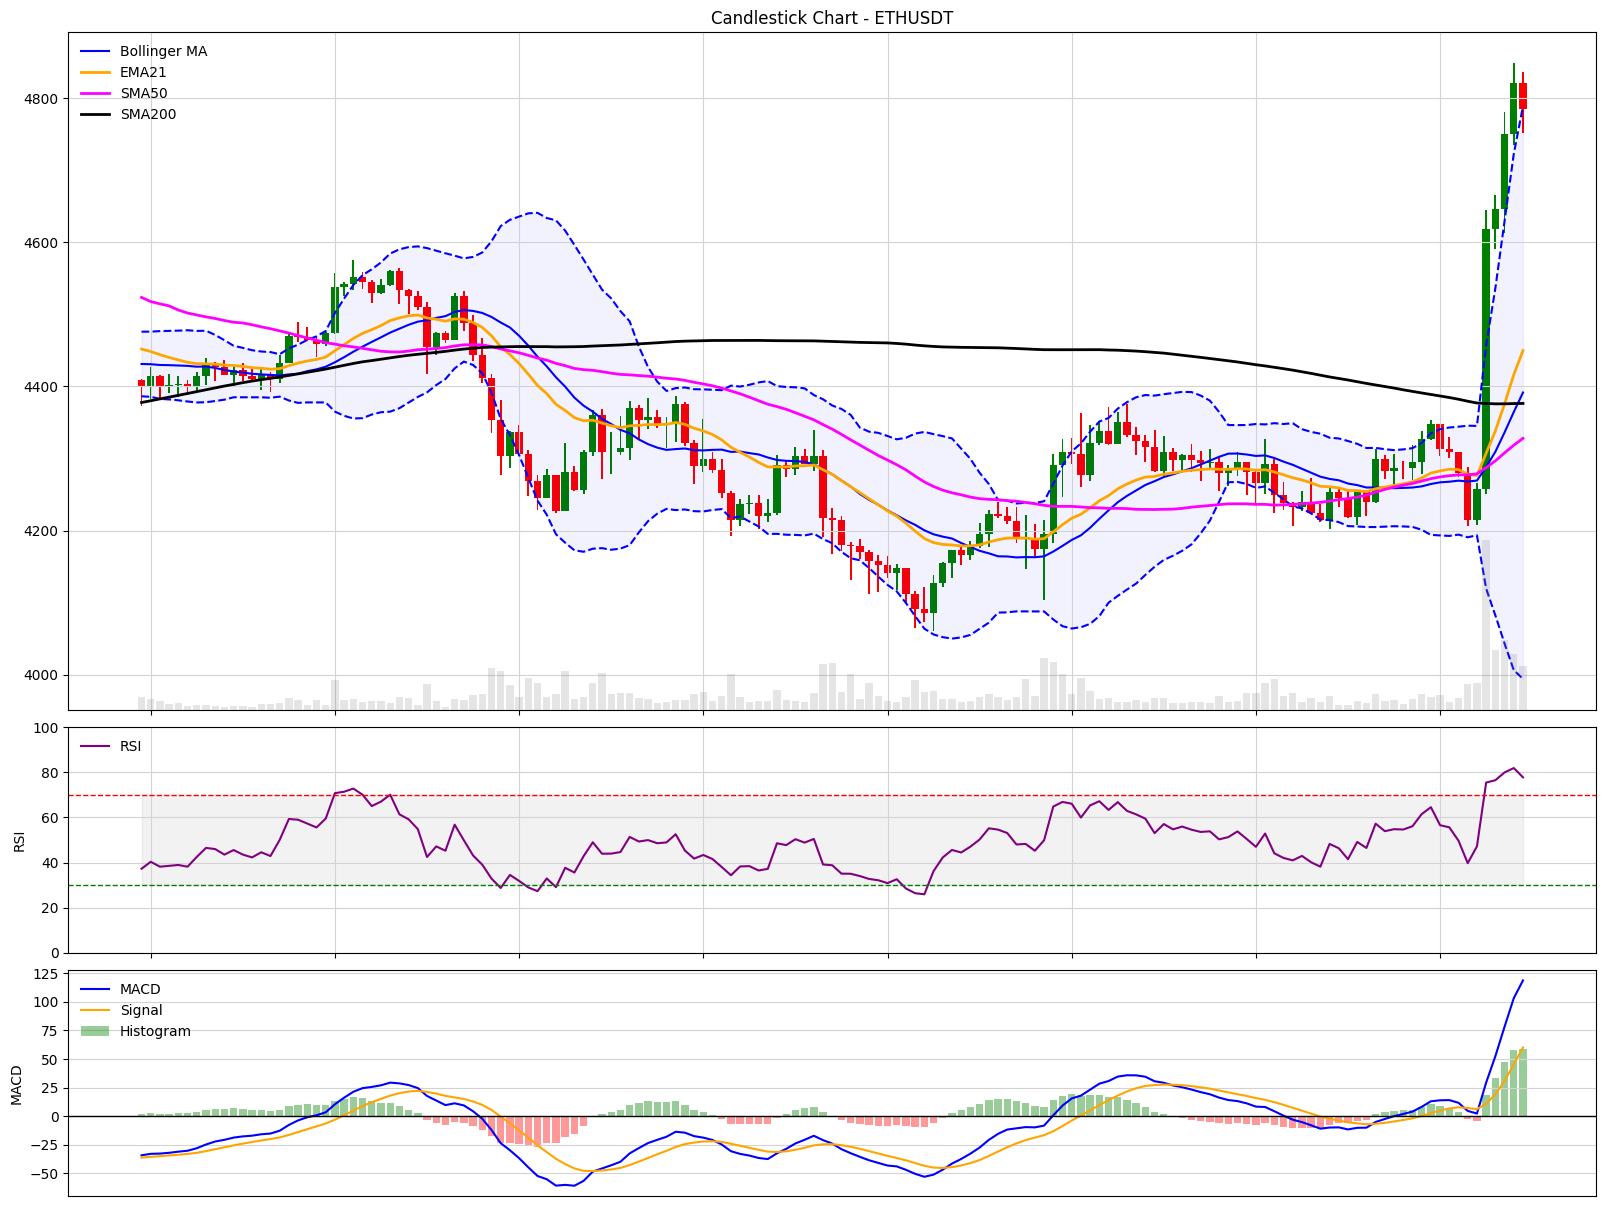 Candlestick Chart - ETHUSDT
Bollinger MA
EMA21
SMA50
SMA200
4800
4600
4400
4200
4000
100
RSI
80
60
RSI
40
20
0
125
MACD
100
Signal
75
Histogram
50
MACD
25
0
−25
−50